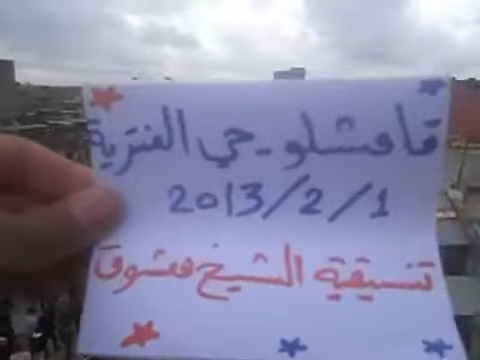 قامشلو - حي العنترية
2013/2/1
تنسيقية الشيخ معشوق